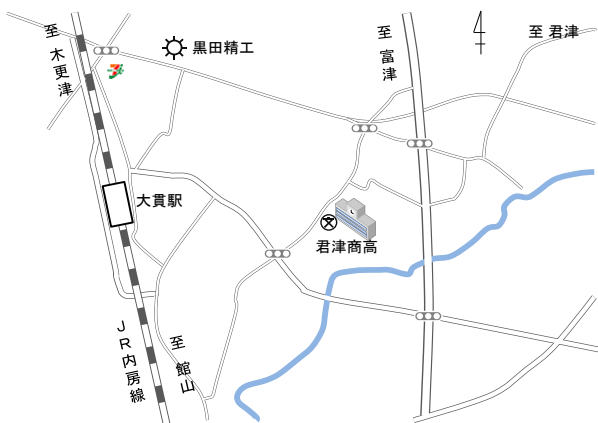 至 木更津
黒田精工
至 富津
至 君津
大貫駅
君津商高
JR内房線
至 館山